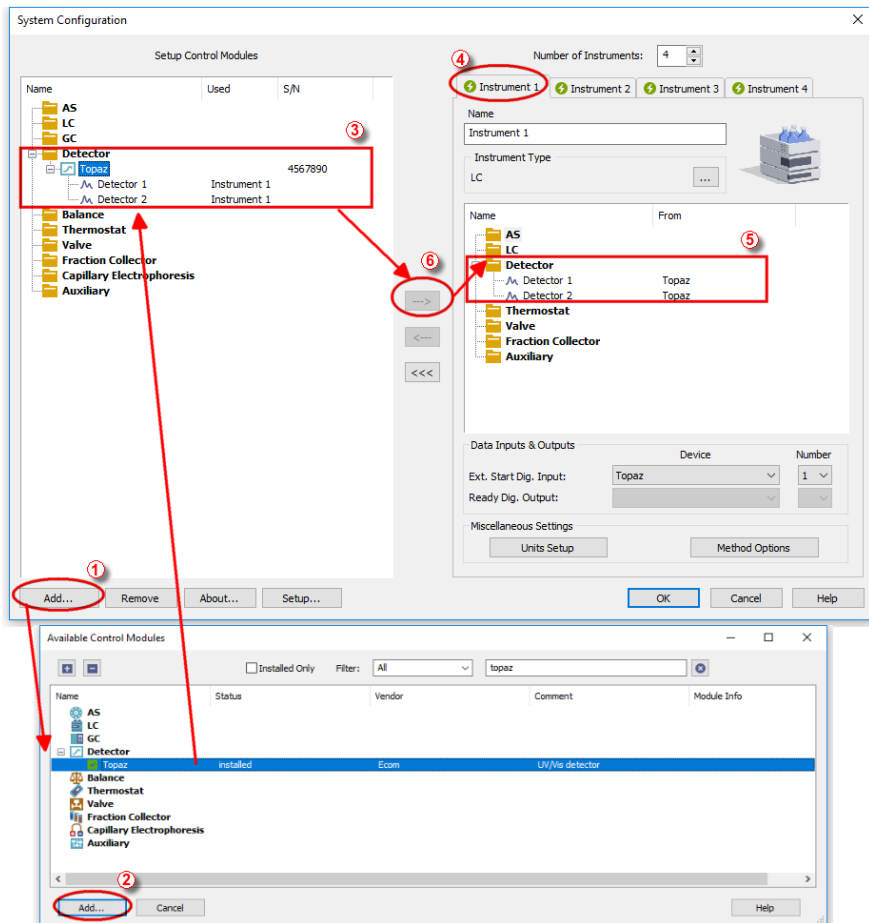 System Configuration
Setup Control Modules
Number of Instruments: 4
④
Name Used S/N
AS
LC
GC
③
Detector
Topaz 4567890
Detector 1 Instrument 1
Detector 2 Instrument 1
Balance
Thermostat
Valve
Fraction Collector
Capillary Electrophoresis
Auxiliary
⑥
--->
<---
<<<
Instrument 1 Instrument 2 Instrument 3 Instrument 4
Name
Instrument 1
Instrument Type
LC ...
Name From
AS
LC
⑤
Detector
Detector 1 Topaz
Detector 2 Topaz
Thermostat
Valve
Fraction Collector
Auxiliary
Data Inputs & Outputs
Device Number
Ext. Start Dig. Input: Topaz 1
Ready Dig. Output:
Miscellaneous Settings
Units Setup Method Options
①
Add... Remove About... Setup... OK Cancel Help
Available Control Modules
Installed Only Filter: All topaz
Name Status Vendor Comment Module Info
AS
LC
GC
Detector
Topaz installed Ecom UV/Vis detector
Balance
Thermostat
Valve
Fraction Collector
Capillary Electrophoresis
Auxiliary
②
Add... Cancel Help